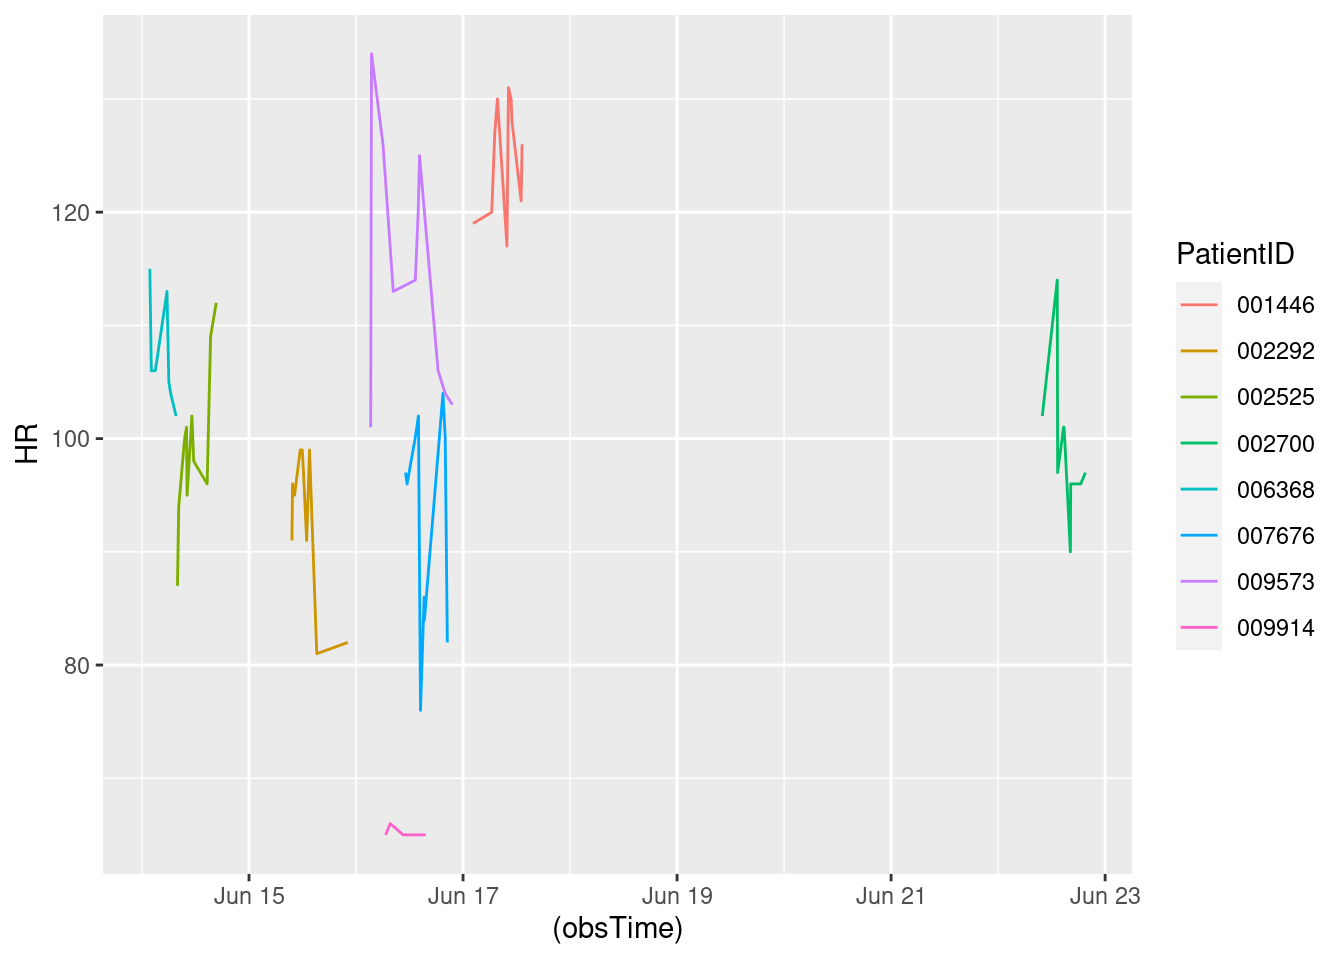 HR
120
100
80
Jun 15
Jun 17
Jun 19
Jun 21
Jun 23
(obsTime)
PatientID
001446
002292
002525
002700
006368
007676
009573
009914